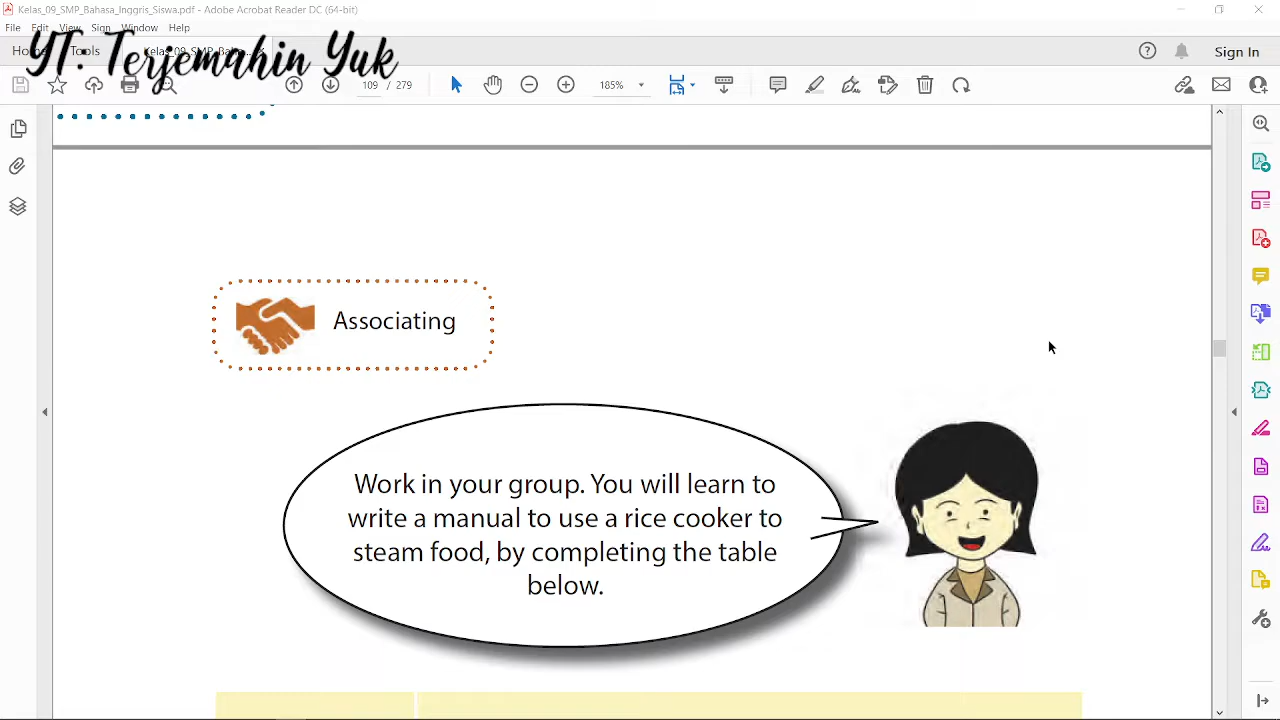 Kelas_09_SMP_Bahasa_Inggris_Siswa.pdf - Adobe Acrobat Reader DC (64-bit)
File Edit View Sign Window Help
YT: Terjemahin Yuk
Home Tools Kelas_09_SMP_Baha...
Sign In
109 / 279
185%
Associating
Work in your group. You will learn to
write a manual to use a rice cooker to
steam food, by completing the table
below.